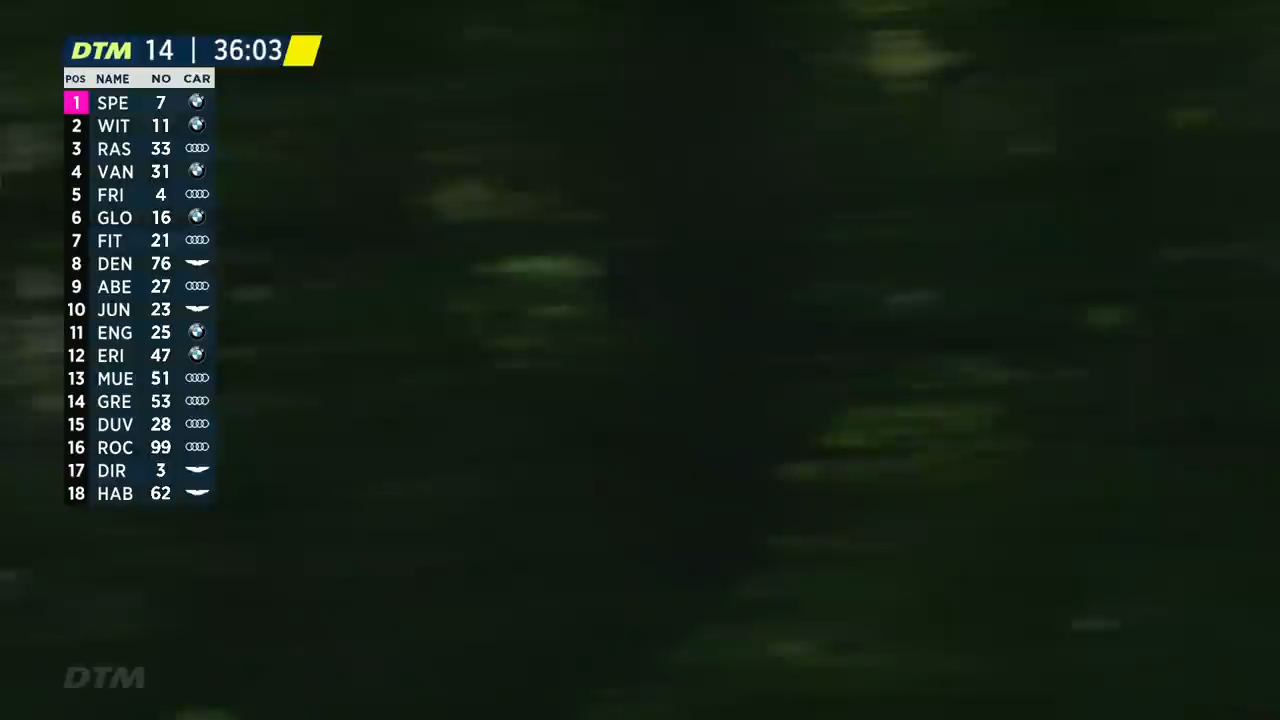 DTM 14 | 36:03
POS NAME NO CAR
1 SPE 7
2 WIT 11
3 RAS 33
4 VAN 31
5 FRI 4
6 GLO 16
7 FIT 21
8 DEN 76
9 ABE 27
10 JUN 23
11 ENG 25
12 ERI 47
13 MUE 51
14 GRE 53
15 DUV 28
16 ROC 99
17 DIR 3
18 HAB 62
DTM